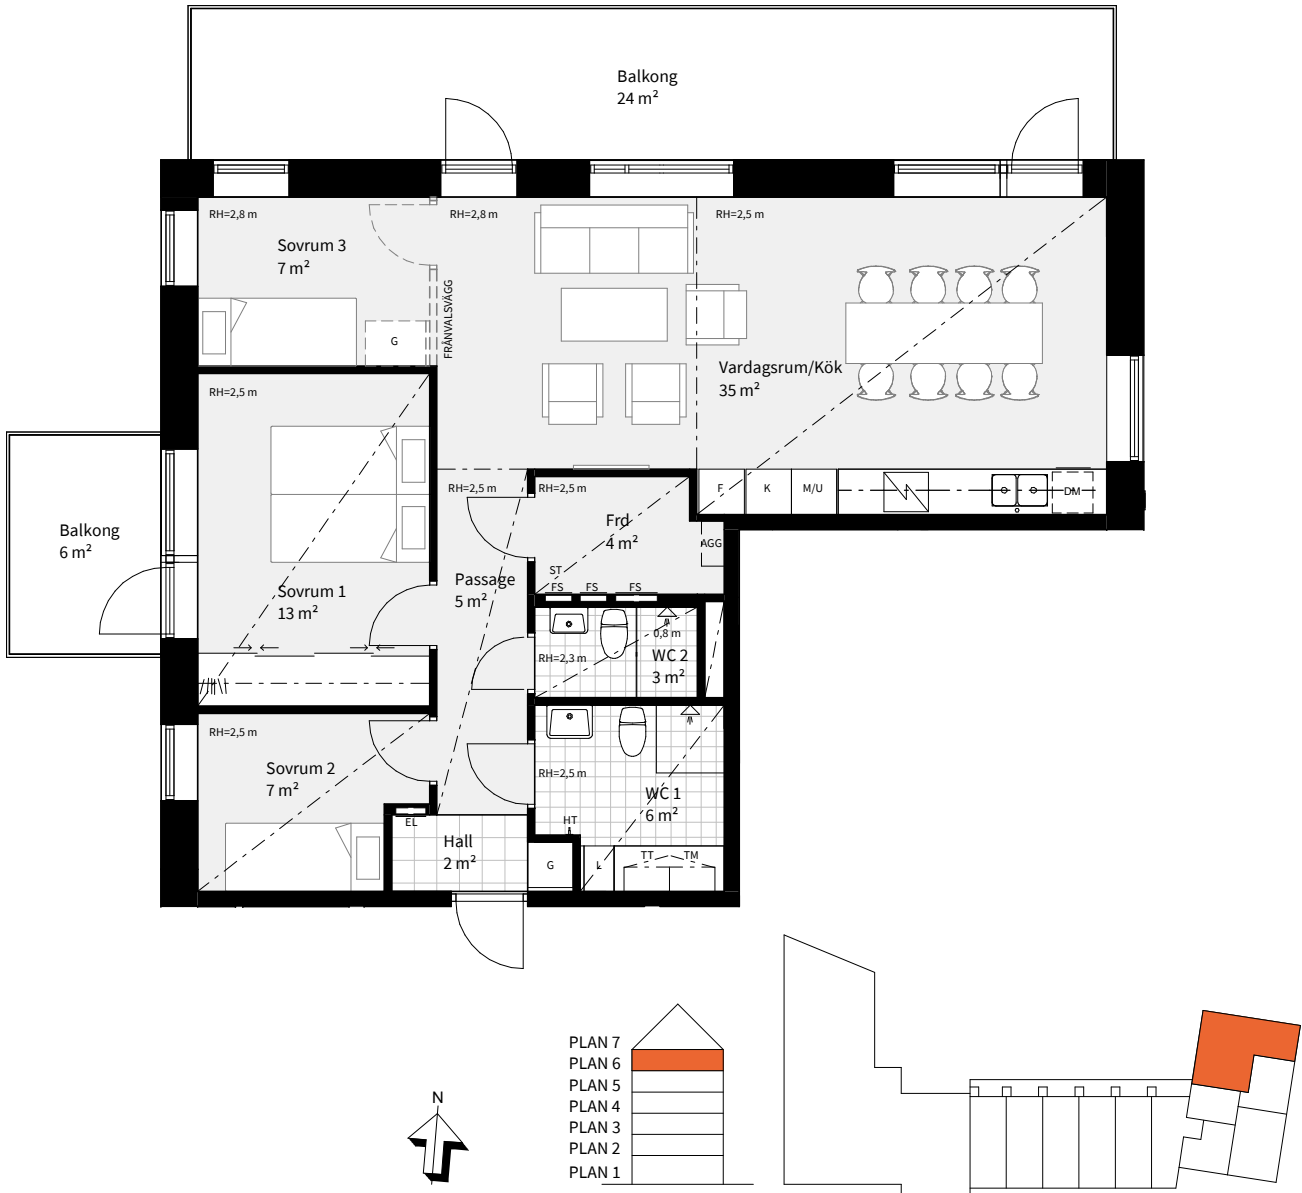 Balkong
24 m²
RH=2,8 m
RH=2,8 m
RH=2,5 m
Sovrum 3
7 m²
FRÅNVALSVÄGG
G
Vardagsrum/Kök
35 m²
RH=2,5 m
RH=2,5 m
RH=2,5 m
F
K
M/U
DM
Balkong
6 m²
Frd
4 m²
AGG
ST
FS
FS
FS
Passage
5 m²
Sovrum 1
13 m²
0,8 m
RH=2,3 m
WC 2
3 m²
RH=2,5 m
Sovrum 2
7 m²
RH=2,5 m
WC 1
6 m²
EL
HT
Hall
2 m²
G
L
TT
TM
PLAN 7
PLAN 6
PLAN 5
PLAN 4
PLAN 3
PLAN 2
PLAN 1
N